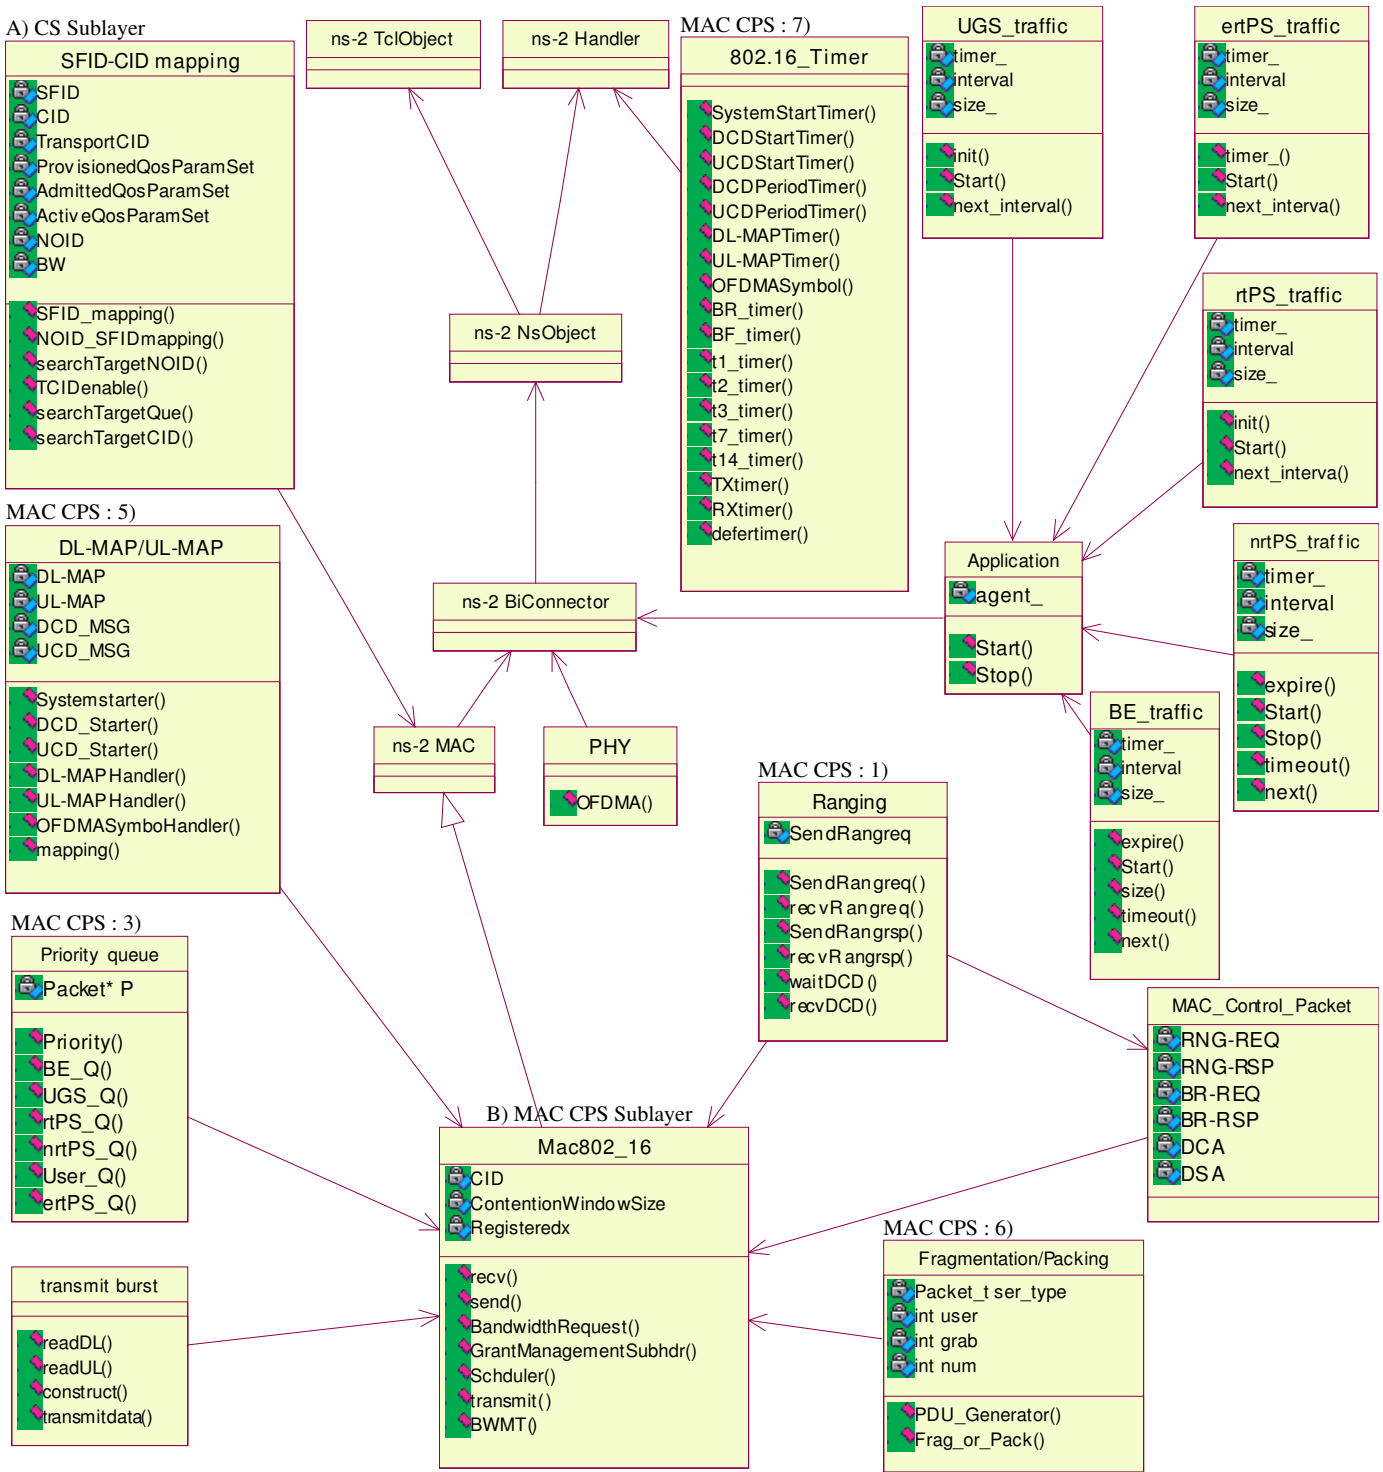 A) CS Sublayer
SFID-CID mapping
SFID
CID
TransportCID
ProvisionedQosParamSet
AdmittedQosParamSet
ActiveQosParamSet
NOID
BW
SFID_mapping()
NOID_SFIDmapping()
searchTargetNOID()
TCIDenable()
searchTargetQue()
searchTargetCID()
ns-2 TclObject
ns-2 Handler
MAC CPS: 7)
802.16_Timer
SystemStartTimer()
DCDStartTimer()
UCDStartTimer()
DCDPeriodTimer()
UCDPeriodTimer()
DL-MAPTimer()
UL-MAPTimer()
OFDMASymbol()
BR_timer()
BF_timer()
t1_timer()
t2_timer()
t3_timer()
t7_timer()
t14_timer()
TXtimer()
RXtimer()
defertimer()
UGS_traffic
timer_
interval
size_
init()
Start()
next_interval()
ertPS_traffic
timer_
interval
size_
timer_()
Start()
next_interva()
rtPS_traffic
timer_
interval
size_
init()
Start()
next_interva()
ns-2 NsObject
MAC CPS : 5)
DL-MAP/UL-MAP
DL-MAP
UL-MAP
DCD_MSG
UCD_MSG
Systemstarter()
DCD_Starter()
UCD_Starter()
DL-MAPHandler()
UL-MAPHandler()
OFDMASymboHandler()
mapping()
ns-2 BiConnector
Application
agent_
Start()
Stop()
nrtPS_traffic
timer_
interval
size_
expire()
Start()
Stop()
timeout()
next()
BE_traffic
timer_
interval
size_
expire()
Start()
size()
timeout()
next()
ns-2 MAC
PHY
OFDMA()
MAC CPS : 1)
Ranging
SendRangreq
SendRangreq()
recvRangreq()
SendRangrsp()
recvRangrsp()
waitDCD()
recvDCD()
MAC CPS : 3)
Priority queue
Packet* P
Priority()
BE_Q()
UGS_Q()
rtPS_Q()
nrtPS_Q()
User_Q()
ertPS_Q()
MAC_Control_Packet
RNG-REQ
RNG-RSP
BR-REQ
BR-RSP
DCA
DSA
B) MAC CPS Sublayer
Mac802_16
CID
ContentionWindowSize
Registeredx
recv()
send()
BandwidthRequest()
GrantManagementSubhdr()
Schduler()
transmit()
BWMT()
transmit burst
readDL()
readUL()
construct()
transmitdata()
MAC CPS : 6)
Fragmentation/Packing
Packet_t ser_type
int user
int grab
int num
PDU_Generator()
Frag_or_Pack()